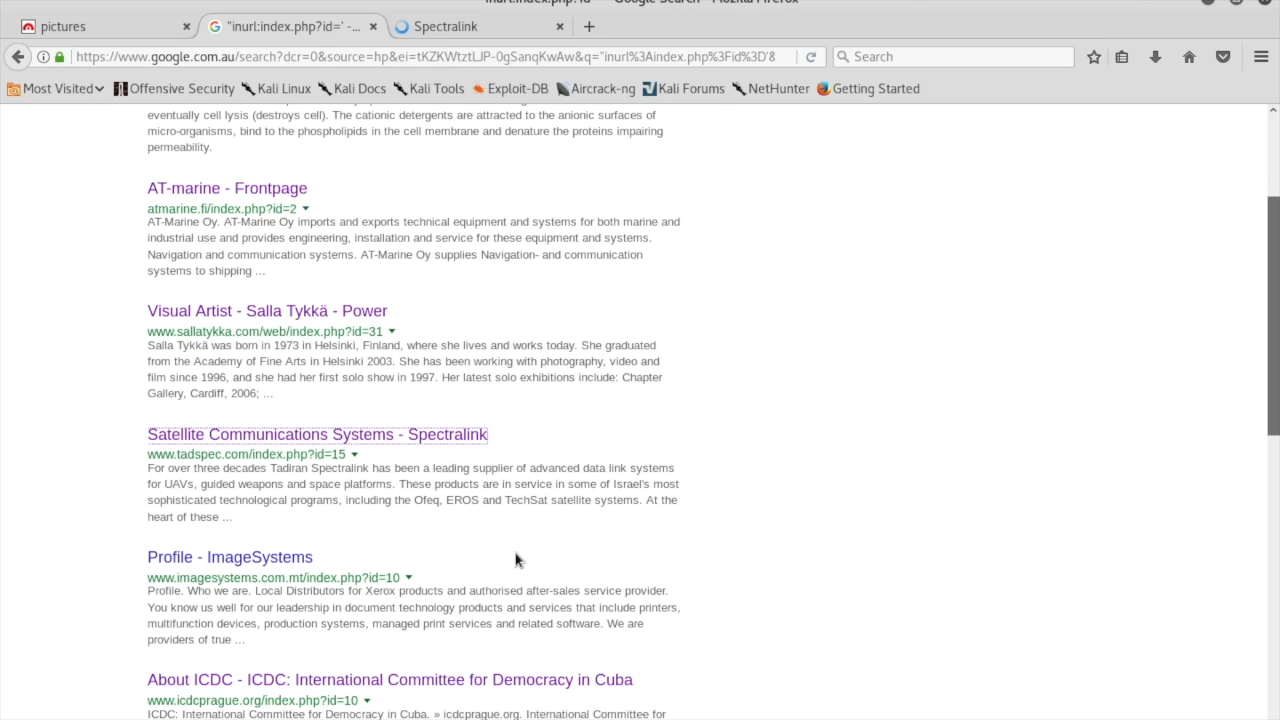 pictures
"inurl:index.php?id=' -...
Spectralink
https://www.google.com.au/search?dcr=0&source=hp&ei=tKZKWtztLJP-0gSanqKwAw&q="inurl%3Aindex.php%3Fid%3D'&
Search
Most Visited
Offensive Security
Kali Linux
Kali Docs
Kali Tools
Exploit-DB
Aircrack-ng
Kali Forums
NetHunter
Getting Started
eventually cell lysis (destroys cell). The cationic detergents are attracted to the anionic surfaces of
micro-organisms, bind to the phospholipids in the cell membrane and denature the proteins impairing
permeability.
AT-marine - Frontpage
atmarine.fi/index.php?id=2
AT-Marine Oy. AT-Marine Oy imports and exports technical equipment and systems for both marine and
industrial use and provides engineering, installation and service for these equipment and systems.
Navigation and communication systems. AT-Marine Oy supplies Navigation- and communication
systems to shipping ...
Visual Artist - Salla Tykkä - Power
www.sallatykka.com/web/index.php?id=31
Salla Tykkä was born in 1973 in Helsinki, Finland, where she lives and works today. She graduated
from the Academy of Fine Arts in Helsinki 2003. She has been working with photography, video and
film since 1996, and she had her first solo show in 1997. Her latest solo exhibitions include: Chapter
Gallery, Cardiff, 2006; ...
Satellite Communications Systems - Spectralink
www.tadspec.com/index.php?id=15
For over three decades Tadiran Spectralink has been a leading supplier of advanced data link systems
for UAVs, guided weapons and space platforms. These products are in service in some of Israel's most
sophisticated technological programs, including the Ofeq, EROS and TechSat satellite systems. At the
heart of these ...
Profile - ImageSystems
www.imagesystems.com.mt/index.php?id=10
Profile. Who we are. Local Distributors for Xerox products and authorised after-sales service provider.
You know us well for our leadership in document technology products and services that include printers,
multifunction devices, production systems, managed print services and related software. We are
providers of true ...
About ICDC - ICDC: International Committee for Democracy in Cuba
www.icdcprague.org/index.php?id=10
ICDC: International Committee for Democracy in Cuba. » icdcprague.org. International Committee for